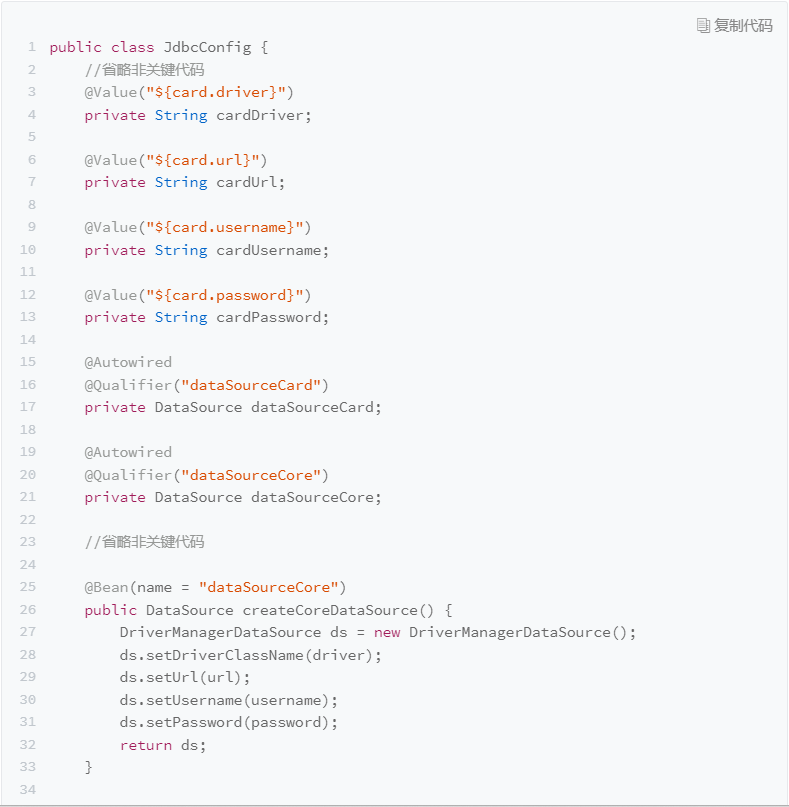 复制代码
1 public class JdbcConfig {
2 //省略非关键代码
3 @Value("${card.driver}")
4 private String cardDriver;
5
6 @Value("${card.url}")
7 private String cardUrl;
8
9 @Value("${card.username}")
10 private String cardUsername;
11
12 @Value("${card.password}")
13 private String cardPassword;
14
15 @Autowired
16 @Qualifier("dataSourceCard")
17 private DataSource dataSourceCard;
18
19 @Autowired
20 @Qualifier("dataSourceCore")
21 private DataSource dataSourceCore;
22
23 //省略非关键代码
24
25 @Bean(name = "dataSourceCore")
26 public DataSource createCoreDataSource() {
27 DriverManagerDataSource ds = new DriverManagerDataSource();
28 ds.setDriverClassName(driver);
29 ds.setUrl(url);
30 ds.setUsername(username);
31 ds.setPassword(password);
32 return ds;
33 }
34